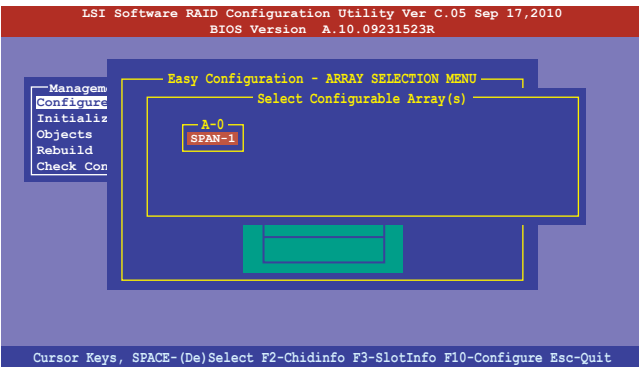 LSI Software RAID Configuration Utility Ver C.05 Sep 17,2010
BIOS Version A.10.09231523R
Easy Configuration - ARRAY SELECTION MENU
Managem
Select Configurable Array(s)
Configure
Initializ
A-0
Objects
SPAN-1
Rebuild
Check Con
Cursor Keys, SPACE-(De)Select F2-Chidinfo F3-SlotInfo F10-Configure Esc-Quit